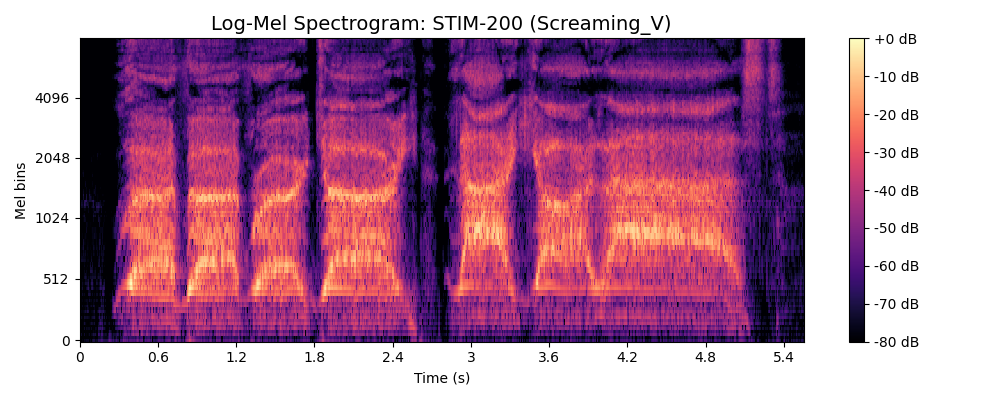 Log-Mel Spectrogram: STIM-200 (Screaming_V)
Mel bins
4096
2048
1024
512
0
0 0.6 1.2 1.8 2.4 3 3.6 4.2 4.8 5.4
Time (s)
+0 dB
-10 dB
-20 dB
-30 dB
-40 dB
-50 dB
-60 dB
-70 dB
-80 dB